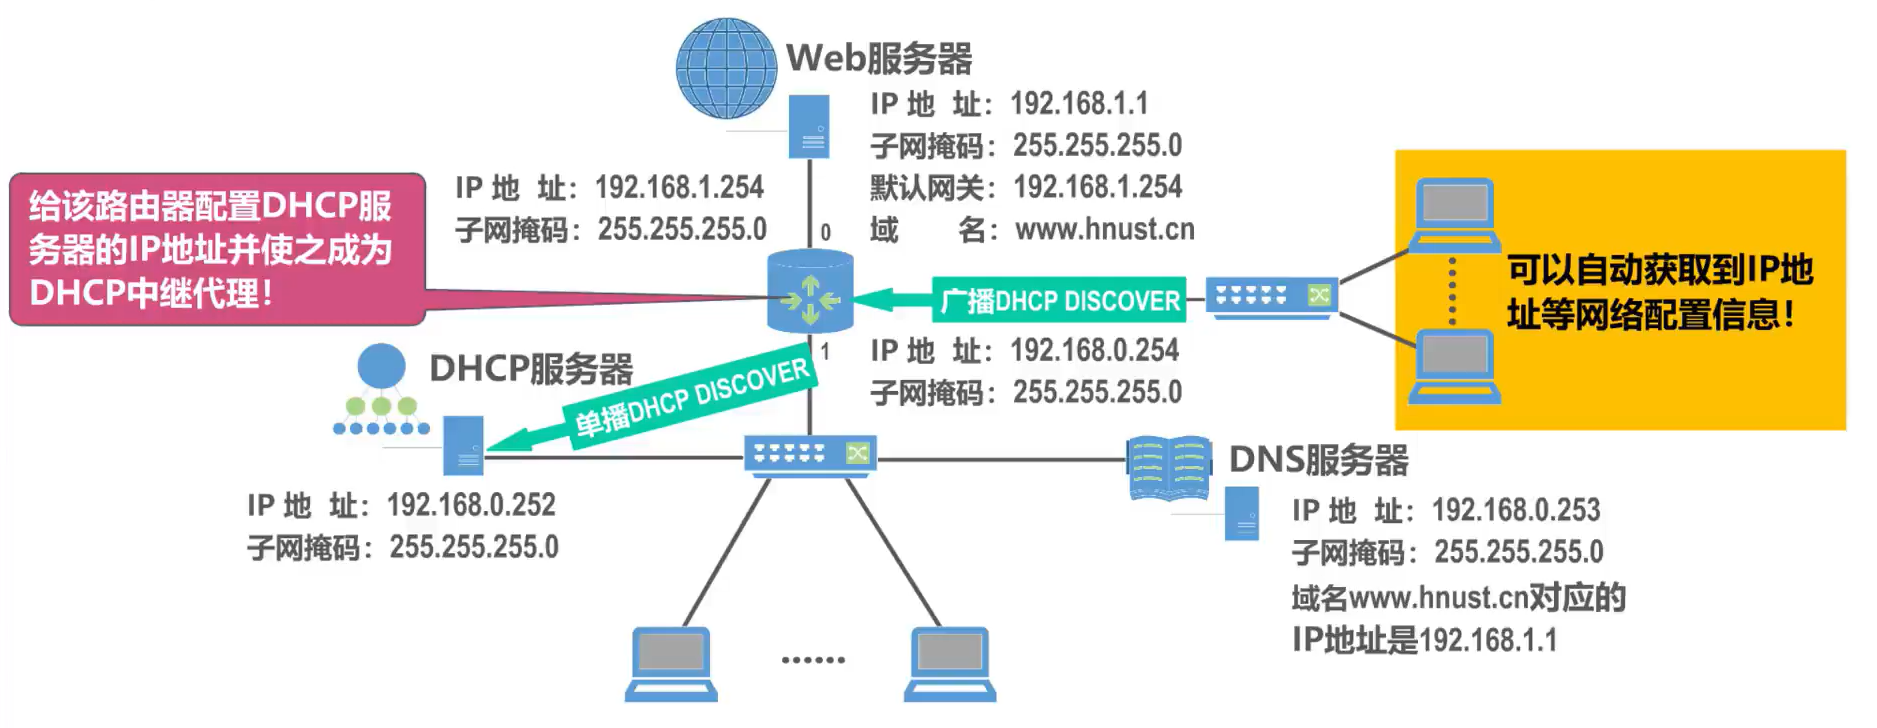 Web服务器
IP 地 址：192.168.1.1
子网掩码：255.255.255.0
默认网关：192.168.1.254
域 名：www.hnust.cn
IP 地 址：192.168.1.254
子网掩码：255.255.255.0
给该路由器配置DHCP服
务器的IP地址并使之成为
DHCP中继代理！
0
1
广播DHCP DISCOVER
可以自动获取到IP地
址等网络配置信息！
IP 地 址：192.168.0.254
子网掩码：255.255.255.0
DHCP服务器
单播DHCP DISCOVER
IP 地 址：192.168.0.252
子网掩码：255.255.255.0
DNS服务器
IP 地 址：192.168.0.253
子网掩码：255.255.255.0
域名www.hnust.cn对应的
IP地址是192.168.1.1